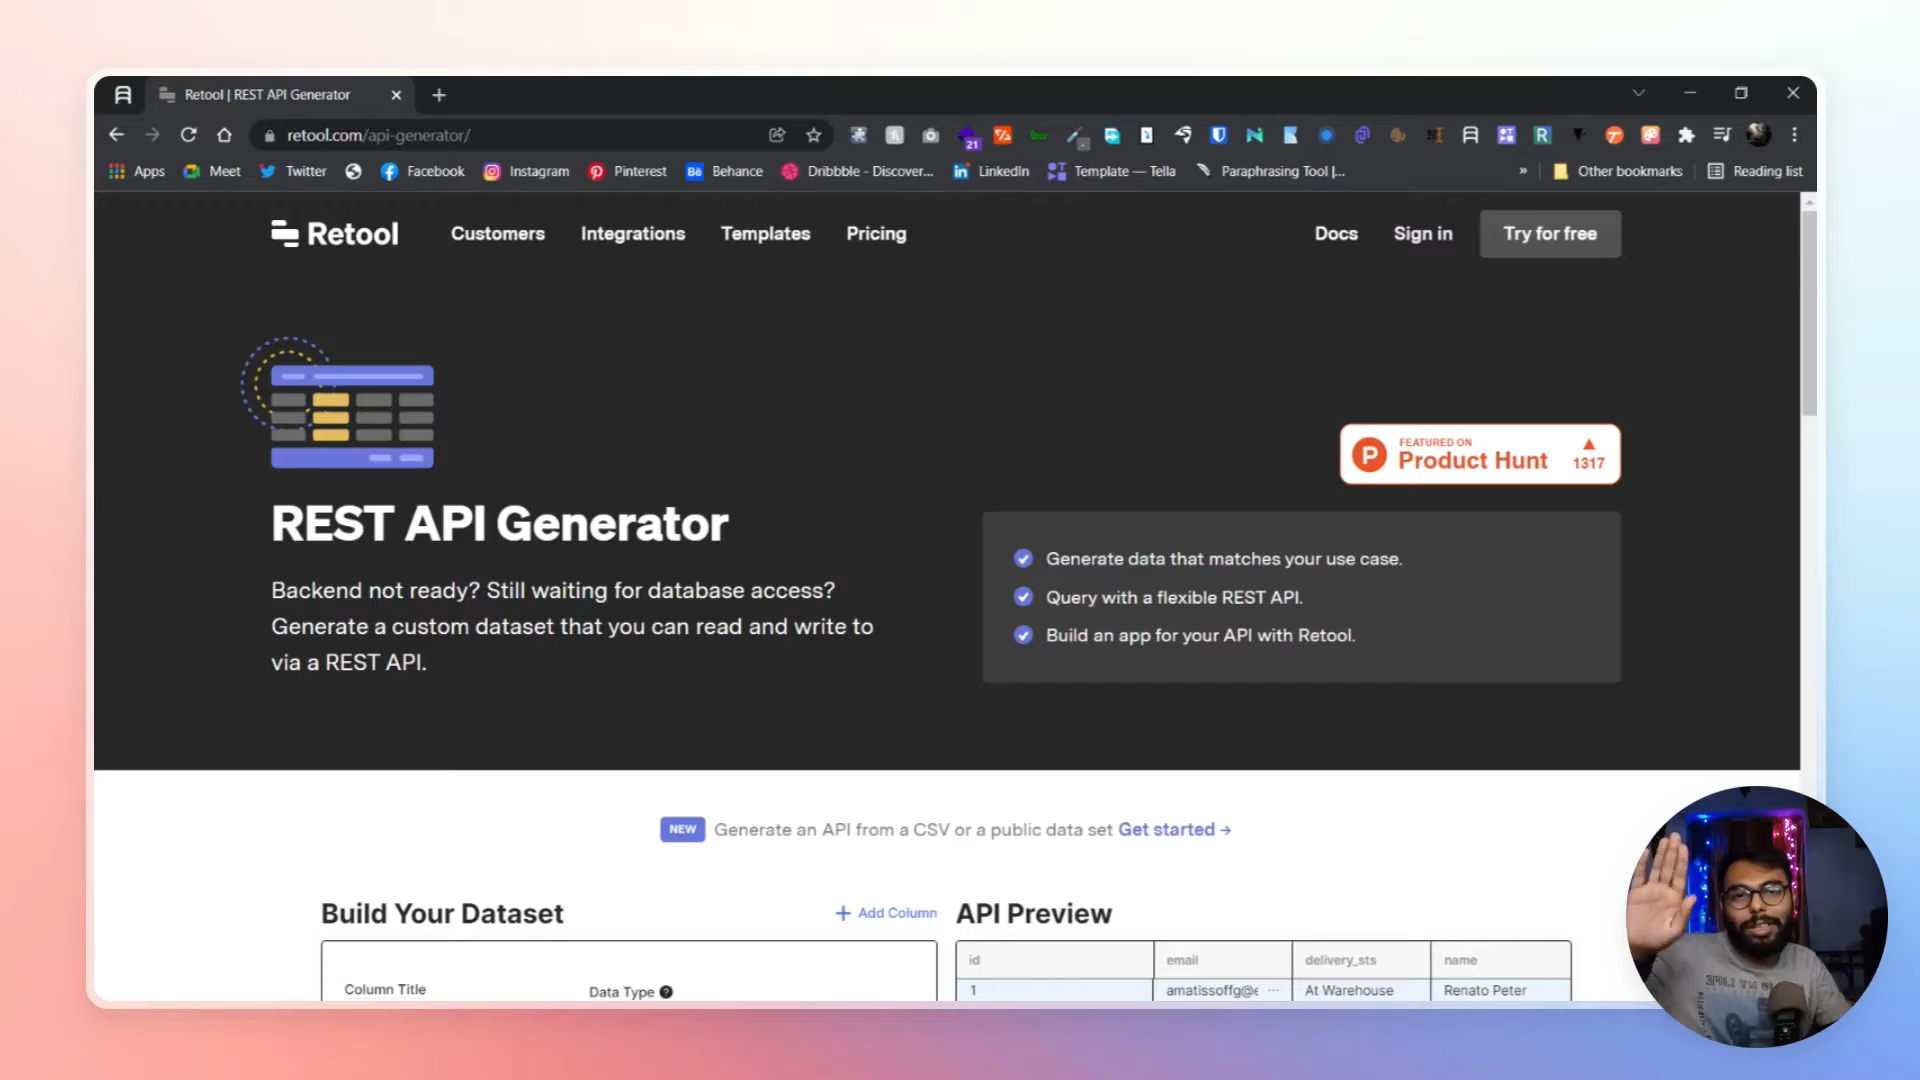 Retool | REST API Generator
retool.com/api-generator/
21
Apps
Meet
Twitter
Facebook
Instagram
Pinterest
Bē
Behance
Dribbble - Discover...
in
LinkedIn
Template — Tella
Paraphrasing Tool |...
»
Other bookmarks
Reading list
Retool
Customers
Integrations
Templates
Pricing
Docs
Sign in
Try for free
P
FEATURED ON
Product Hunt
1317
REST API Generator
Backend not ready? Still waiting for database access?
Generate a custom dataset that you can read and write to
via a REST API.
Generate data that matches your use case.
Query with a flexible REST API.
Build an app for your API with Retool.
NEW
Generate an API from a CSV or a public data set Get started →
Build Your Dataset
+ Add Column
Column Title
Data Type ?
API Preview
id
email
delivery_sts
name
1
amatissoffg@e ...
At Warehouse
Renato Peter